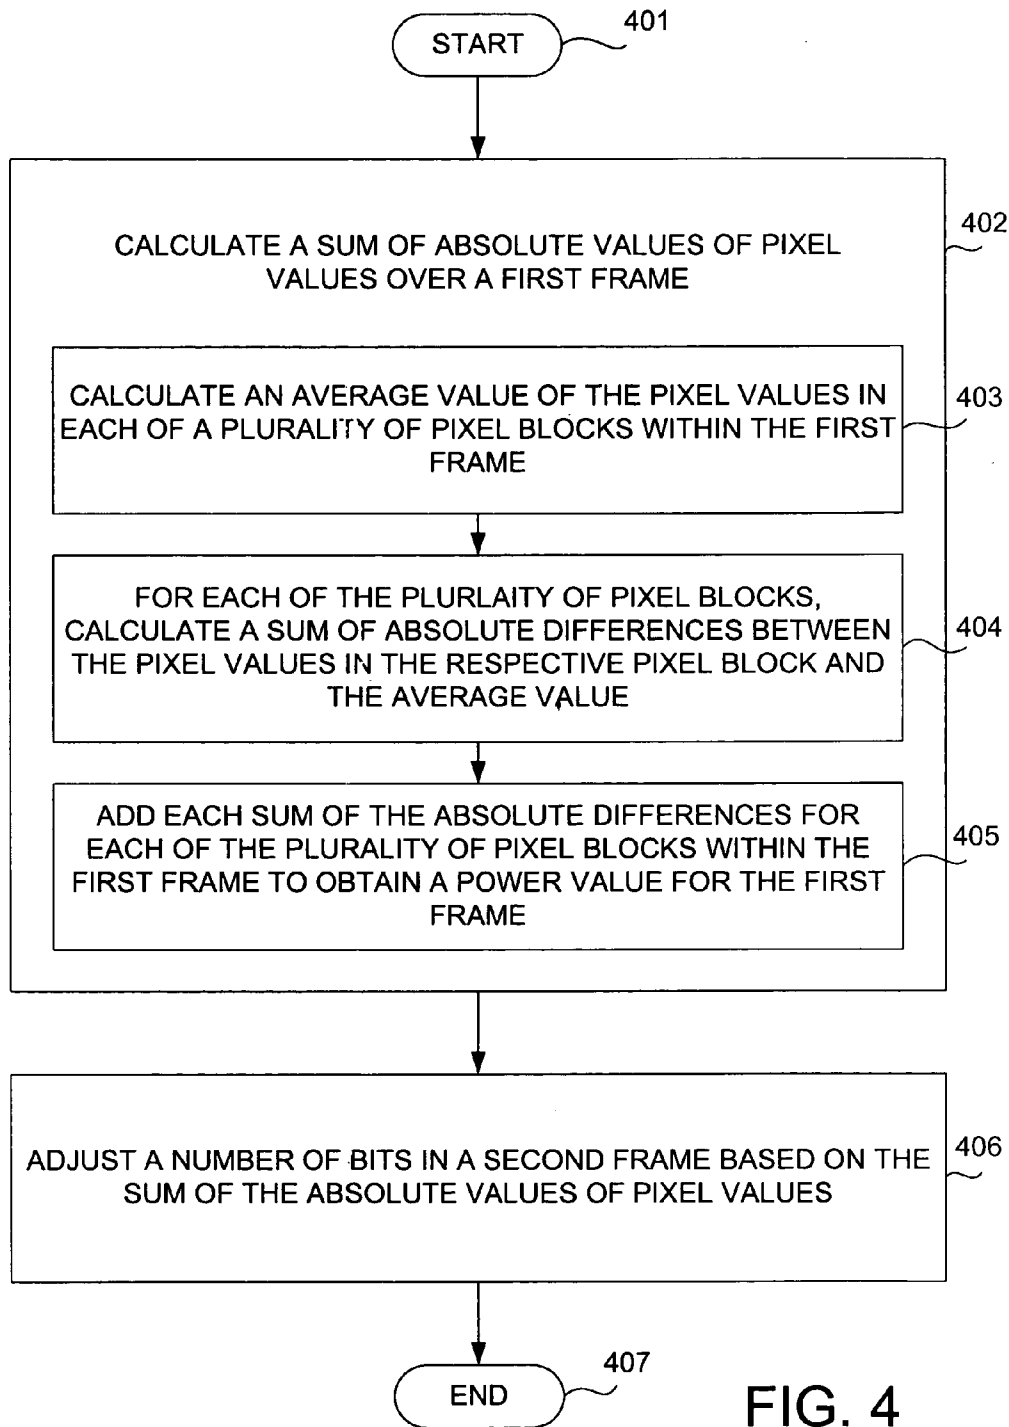 START
401
402
CALCULATE A SUM OF ABSOLUTE VALUES OF PIXEL
VALUES OVER A FIRST FRAME
CALCULATE AN AVERAGE VALUE OF THE PIXEL VALUES IN
EACH OF A PLURALITY OF PIXEL BLOCKS WITHIN THE FIRST
FRAME
403
FOR EACH OF THE PLURLAITY OF PIXEL BLOCKS,
CALCULATE A SUM OF ABSOLUTE DIFFERENCES BETWEEN
THE PIXEL VALUES IN THE RESPECTIVE PIXEL BLOCK AND
THE AVERAGE VALUE
404
ADD EACH SUM OF THE ABSOLUTE DIFFERENCES FOR
EACH OF THE PLURALITY OF PIXEL BLOCKS WITHIN THE
FIRST FRAME TO OBTAIN A POWER VALUE FOR THE FIRST
FRAME
405
ADJUST A NUMBER OF BITS IN A SECOND FRAME BASED ON THE
SUM OF THE ABSOLUTE VALUES OF PIXEL VALUES
406
END
407
FIG. 4